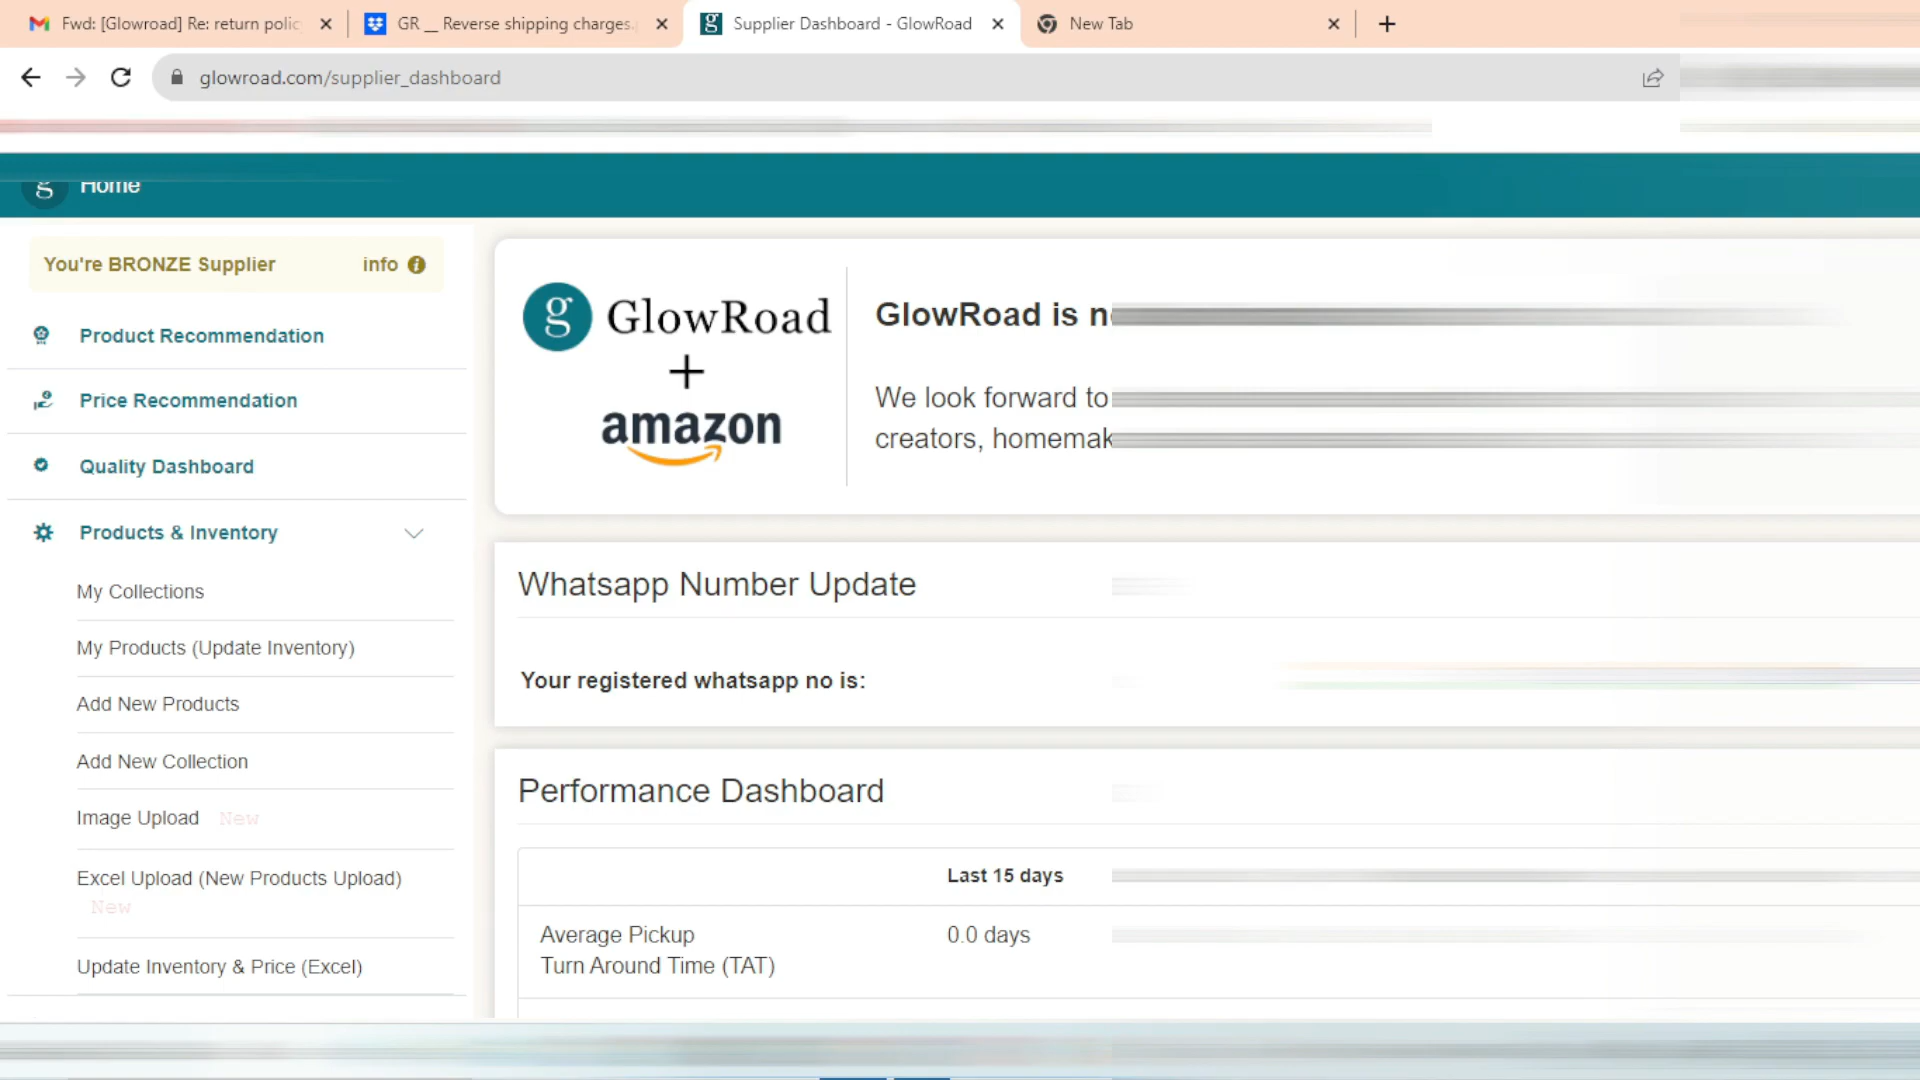 Fwd: [Glowroad] Re: return polic
GR __ Reverse shipping charges.
Supplier Dashboard - GlowRoad
New Tab
glowroad.com/supplier_dashboard
g Home
You're BRONZE Supplier info
Product Recommendation
Price Recommendation
Quality Dashboard
Products & Inventory
My Collections
My Products (Update Inventory)
Add New Products
Add New Collection
Image Upload New
Excel Upload (New Products Upload)
New
Update Inventory & Price (Excel)
g GlowRoad
+
amazon
GlowRoad is
We look forward to
creators,
Whatsapp Number Update
Your registered whatsapp no is:
Performance Dashboard
Last 15 days
Average Pickup 0.0 days
Turn Around Time (TAT)